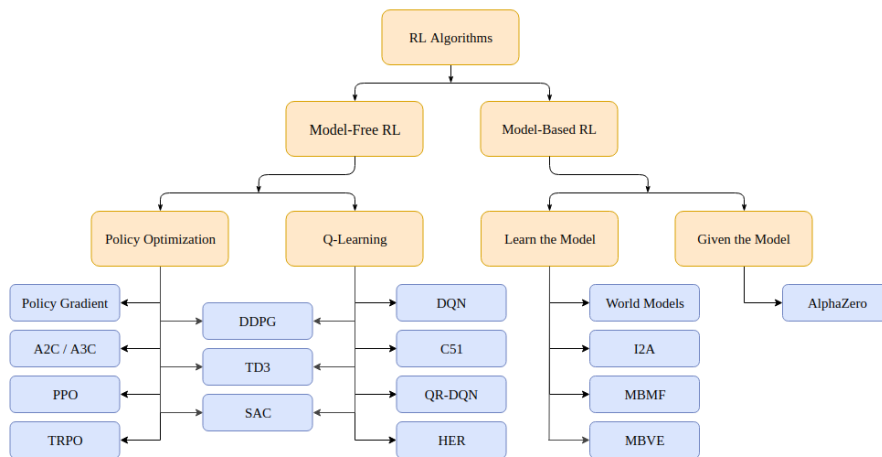 RL Algorithms
Model-Free RL
Model-Based RL
Policy Optimization
Q-Learning
Learn the Model
Given the Model
Policy Gradient
DDPG
DQN
World Models
AlphaZero
A2C / A3C
TD3
C51
I2A
PPO
SAC
QR-DQN
MBMF
TRPO
HER
MBVE